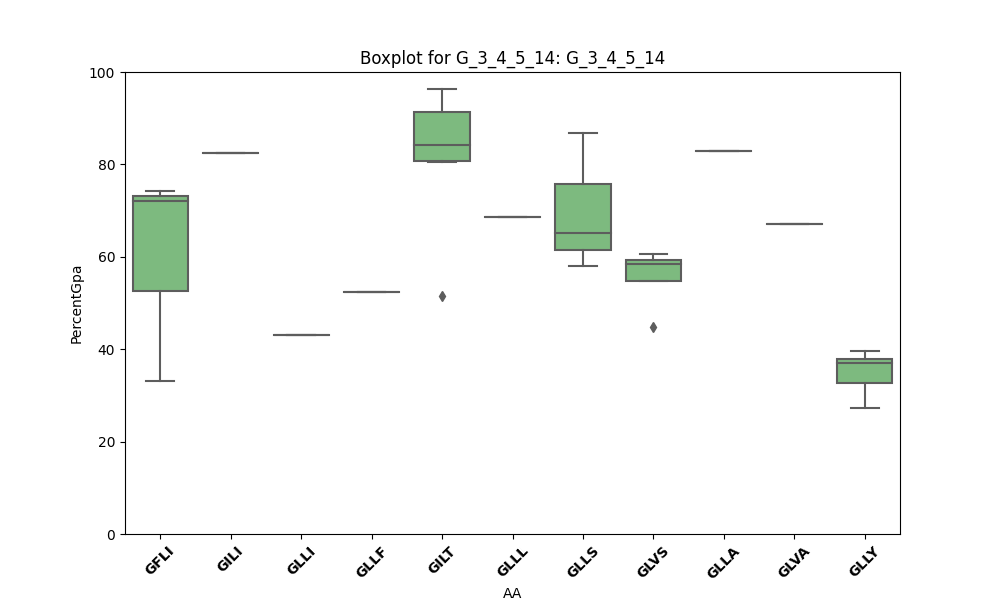 Boxplot for G_3_4_5_14: G_3_4_5_14
PercentGpa
100
80
60
40
20
0
GFLI GILI GLLI GLLF GILT GLLL GLLS GLVS GLLA GLVA GLLY
AA